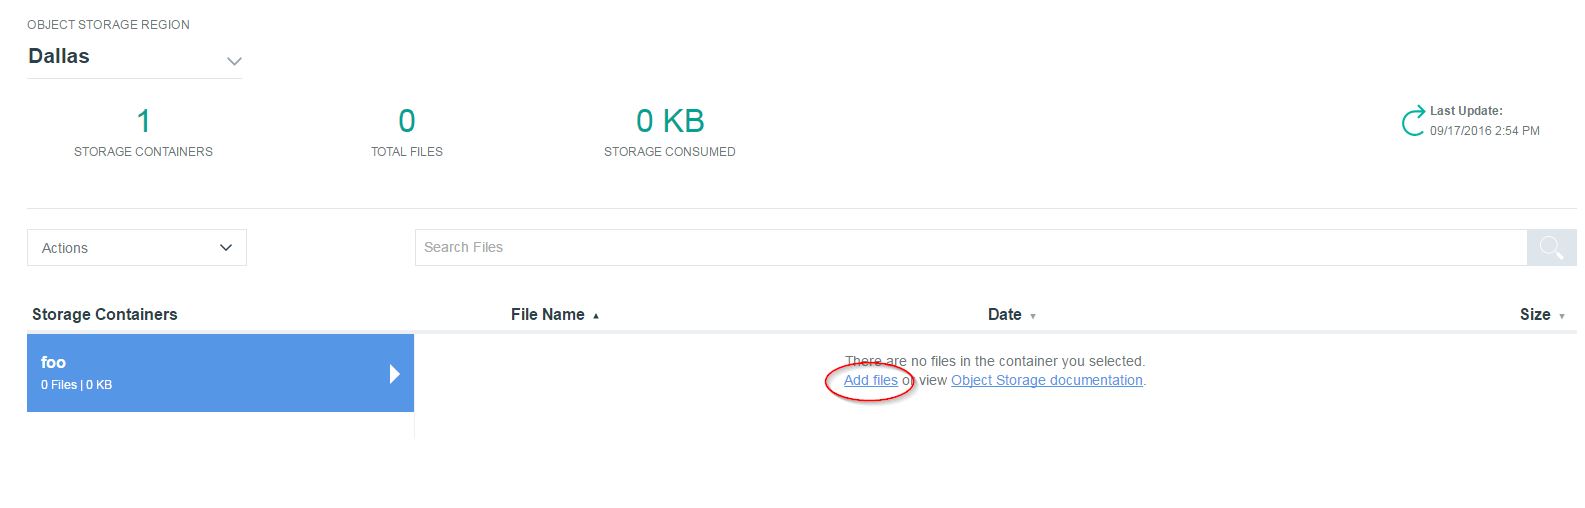 OBJECT STORAGE REGION
Dallas
1
STORAGE CONTAINERS
0
TOTAL FILES
0 KB
STORAGE CONSUMED
Last Update:
09/17/2016 2:54 PM
Actions
Search Files
Storage Containers
File Name
Date
Size
foo
0 Files | 0 KB
There are no files in the container you selected.
Add files or view Object Storage documentation.